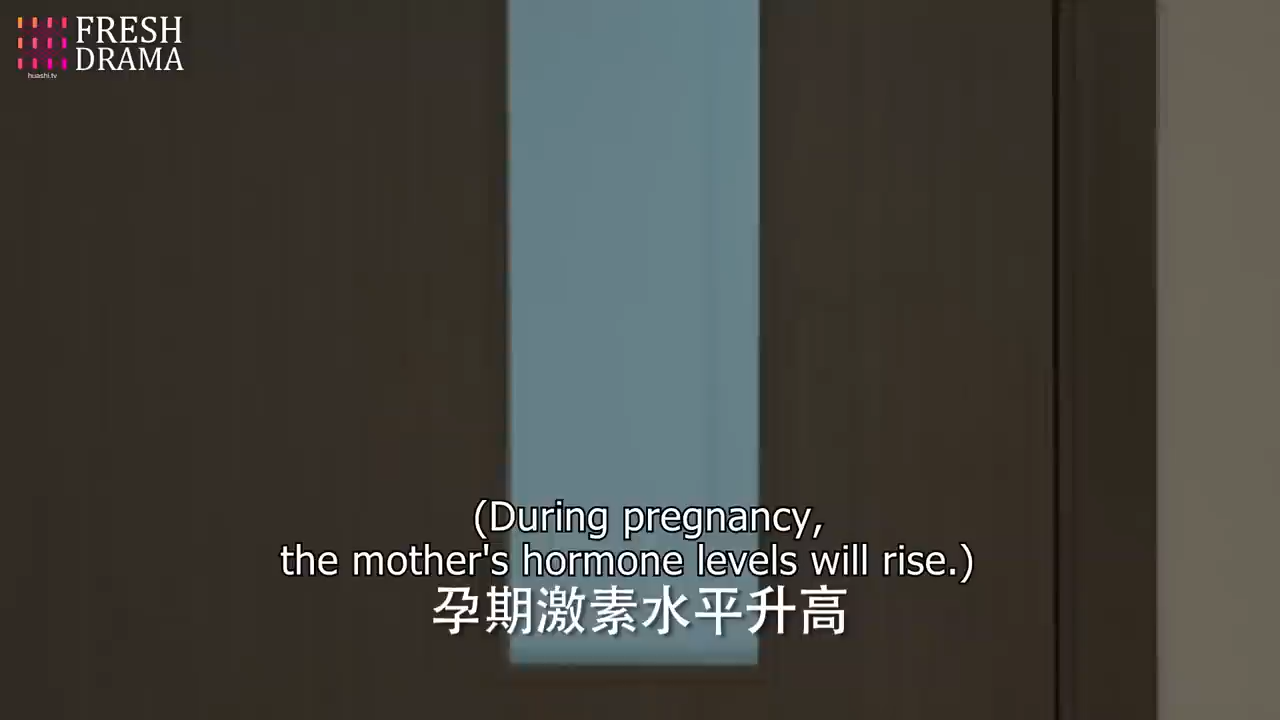 FRESH
DRAMA
huashi.tv
(During pregnancy,
the mother's hormone levels will rise.)
孕期激素水平升高